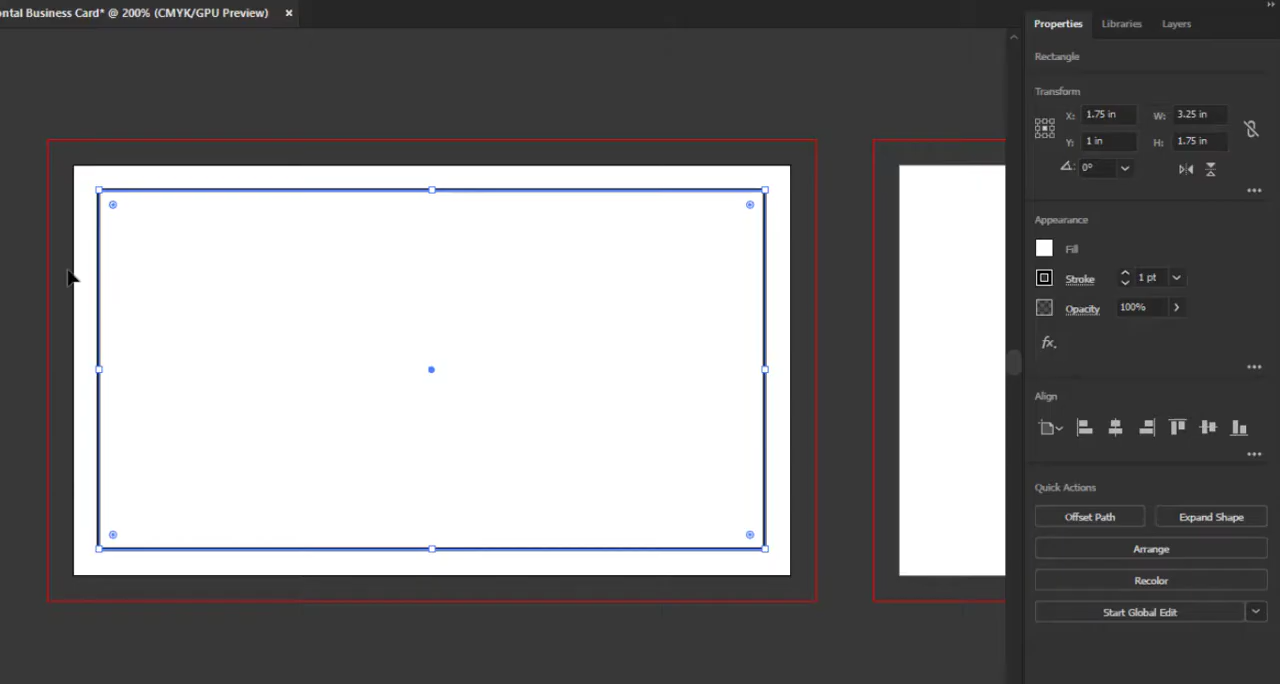 ontal Business Card* @ 200% (CMYK/GPU Preview) ×
Properties Libraries Layers
Rectangle
Transform
X: 1.75 in W: 3.25 in
Y: 1 in H: 1.75 in
0°
Appearance
Fill
Stroke 1 pt
Opacity 100%
fx.
Align
Quick Actions
Offset Path Expand Shape
Arrange
Recolor
Start Global Edit